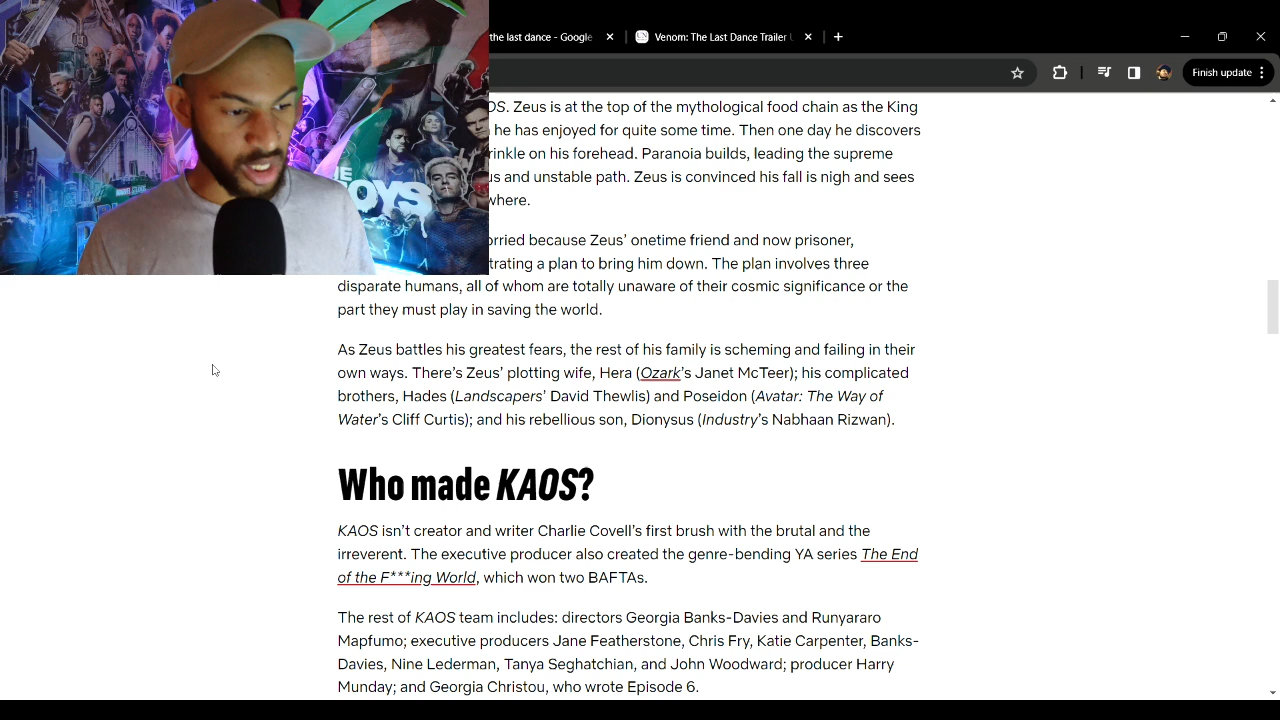 the last dance - Google
Venom: The Last Dance Trailer
Finish update
OS. Zeus is at the top of the mythological food chain as the King
he has enjoyed for quite some time. Then one day he discovers
rinkle on his forehead. Paranoia builds, leading the supreme
us and unstable path. Zeus is convinced his fall is nigh and sees
where.
orried because Zeus’ onetime friend and now prisoner,
trating a plan to bring him down. The plan involves three
disparate humans, all of whom are totally unaware of their cosmic significance or the
part they must play in saving the world.
As Zeus battles his greatest fears, the rest of his family is scheming and failing in their
own ways. There’s Zeus’ plotting wife, Hera (Ozark’s Janet McTeer); his complicated
brothers, Hades (Landscapers’ David Thewlis) and Poseidon (Avatar: The Way of
Water’s Cliff Curtis); and his rebellious son, Dionysus (Industry’s Nabhaan Rizwan).
Who made KAOS?
KAOS isn’t creator and writer Charlie Covell’s first brush with the brutal and the
irreverent. The executive producer also created the genre-bending YA series The End
of the F***ing World, which won two BAFTAs.
The rest of KAOS team includes: directors Georgia Banks-Davies and Runyararo
Mapfumo; executive producers Jane Featherstone, Chris Fry, Katie Carpenter, Banks-
Davies, Nine Lederman, Tanya Seghatchian, and John Woodward; producer Harry
Munday; and Georgia Christou, who wrote Episode 6.
OYS